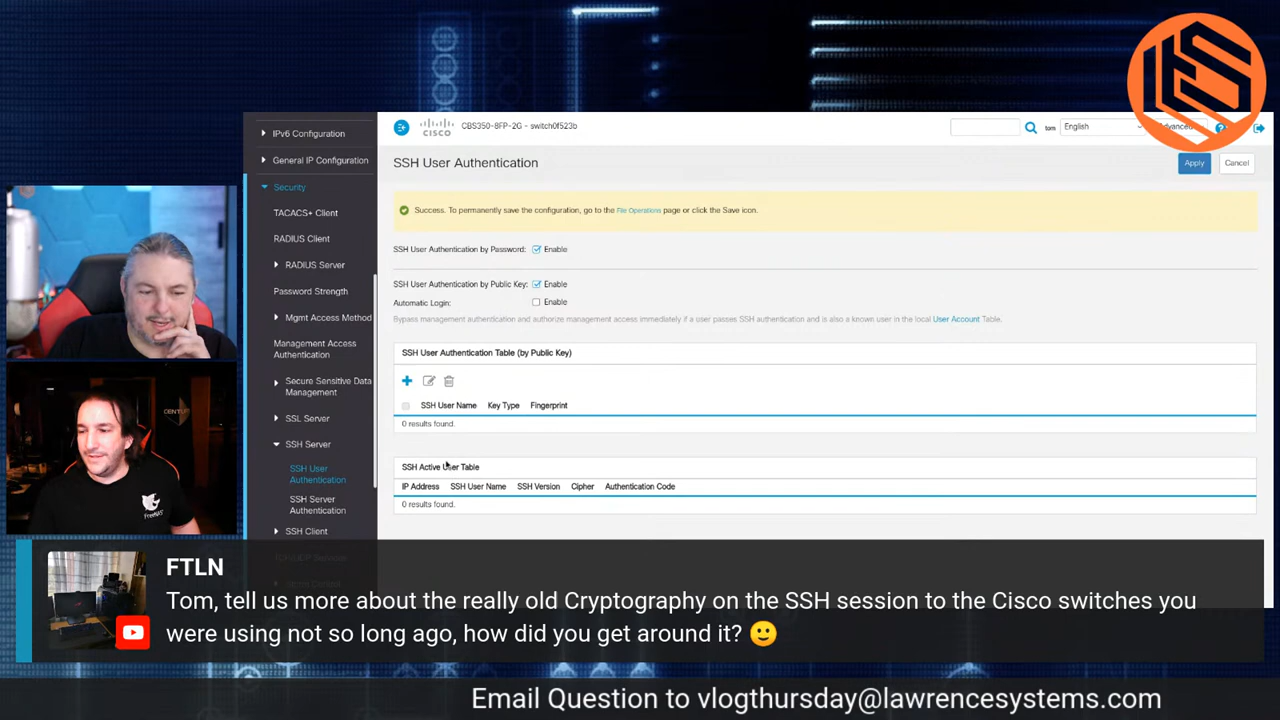 IPv6 Configuration
General IP Configuration
Security
TACACS+ Client
RADIUS Client
RADIUS Server
Password Strength
Mgmt Access Method
Management Access
Authentication
Secure Sensitive Data
Management
SSL Server
SSH Server
SSH User
Authentication
SSH Server
Authentication
SSH Client
CISCO
CBS350-8FP-2G - switch0f523b
tom
English
SSH User Authentication
Apply
Cancel
Success. To permanently save the configuration, go to the File Operations page or click the Save icon.
SSH User Authentication by Password: Enable
SSH User Authentication by Public Key: Enable
Automatic Login: Enable
Bypass management authentication and authorize management access immediately if a user passes SSH authentication and is also a known user in the local User Account Table.
SSH User Authentication Table (by Public Key)
SSH User Name Key Type Fingerprint
0 results found.
SSH Active User Table
IP Address SSH User Name SSH Version Cipher Authentication Code
0 results found.
FTLN
Tom, tell us more about the really old Cryptography on the SSH session to the Cisco switches you
were using not so long ago, how did you get around it? 🙂
Email Question to vlogthursday@lawrencesystems.com